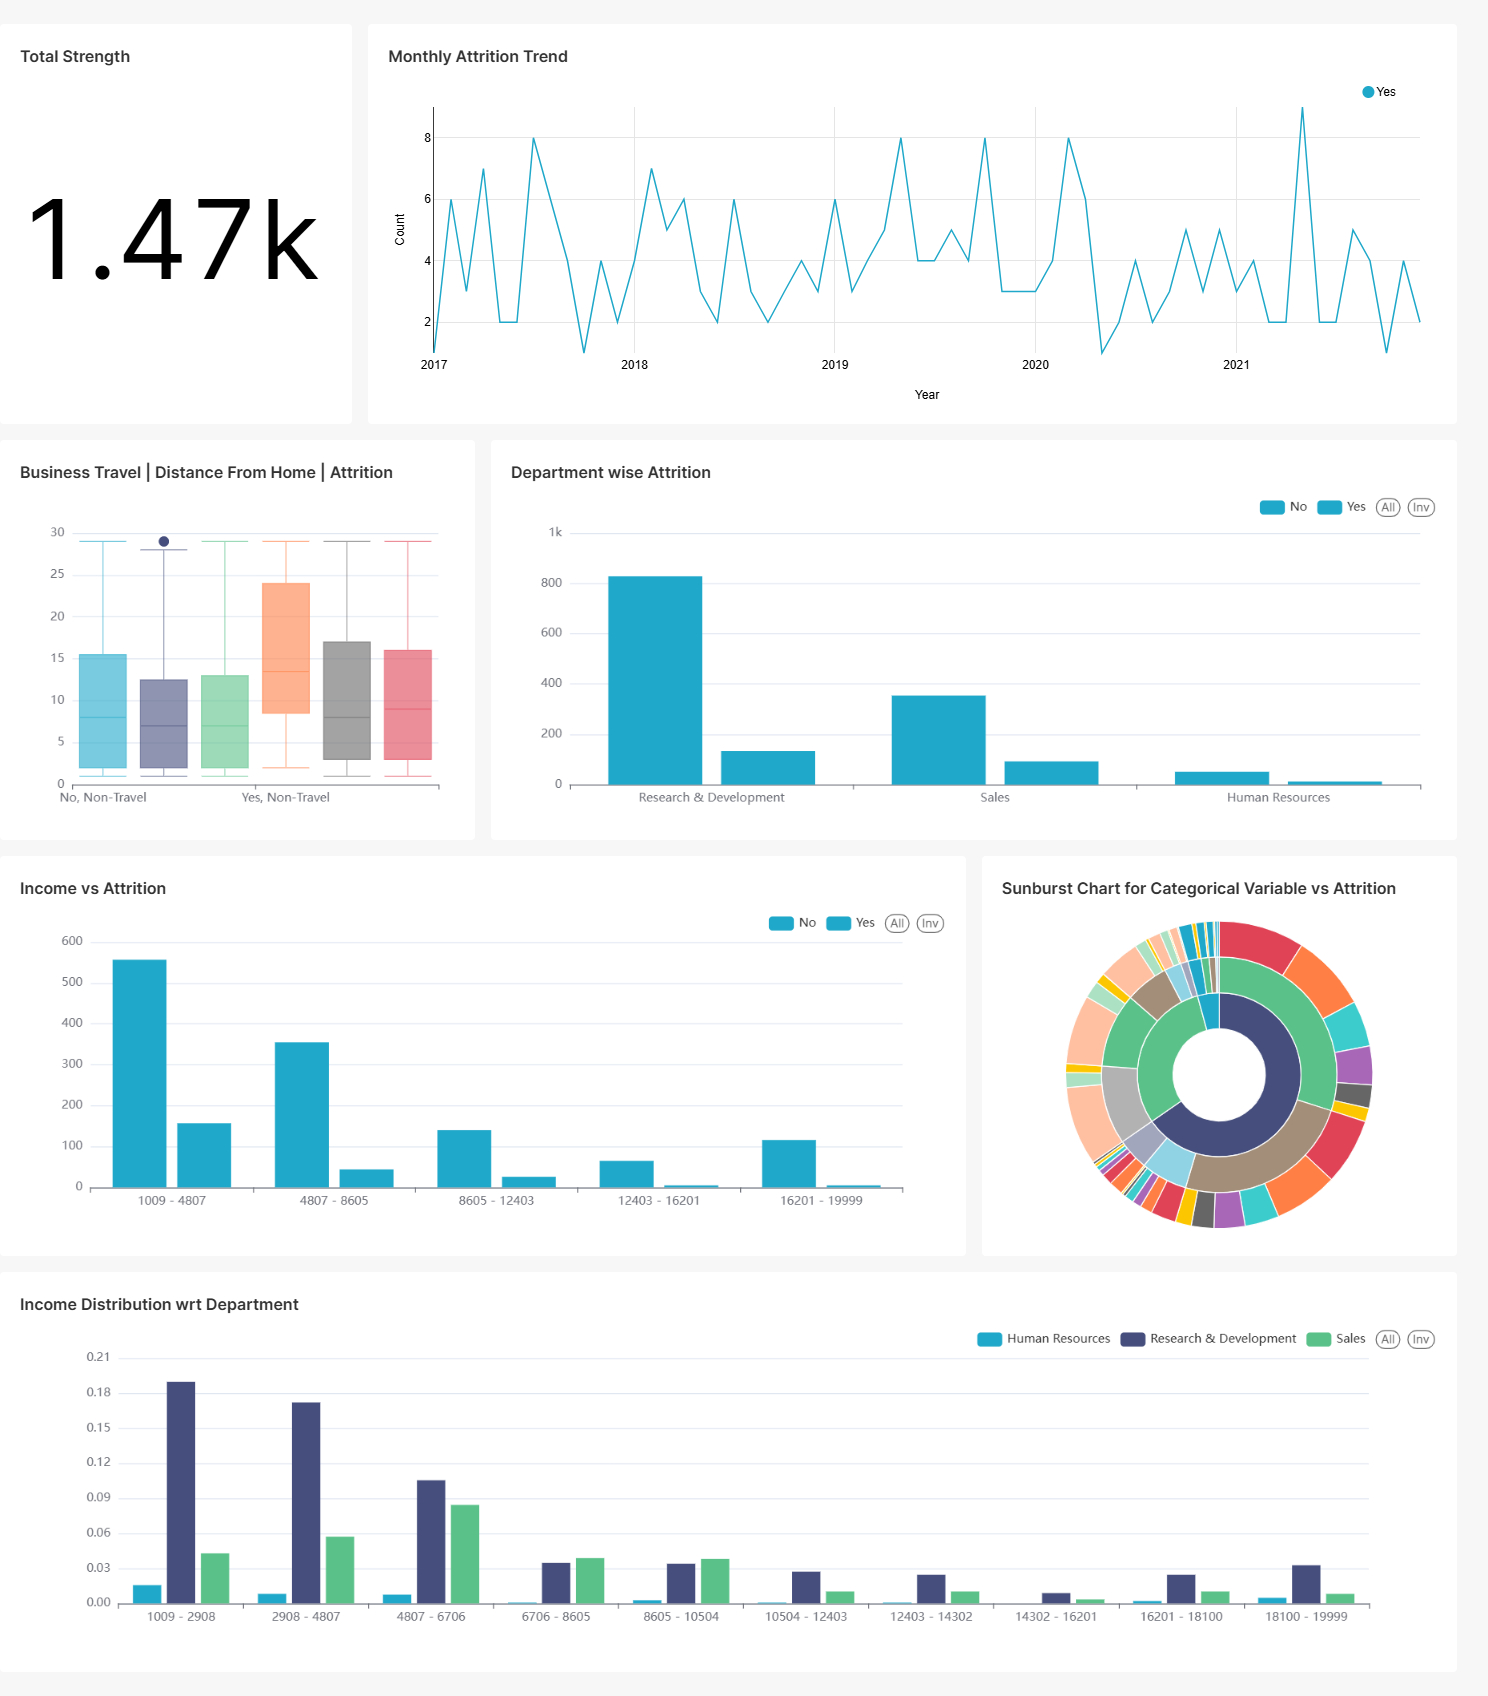 Total Strength
1.47k
Monthly Attrition Trend
Yes
8
6
4
2
Count
2017 2018 2019 2020 2021
Year
Business Travel | Distance From Home | Attrition
30
25
20
15
10
5
0
No, Non-Travel Yes, Non-Travel
Department wise Attrition
No Yes All Inv
1k
800
600
400
200
0
Research & Development Sales Human Resources
Income vs Attrition
No Yes All Inv
600
500
400
300
200
100
0
1009 - 4807 4807 - 8605 8605 - 12403 12403 - 16201 16201 - 19999
Sunburst Chart for Categorical Variable vs Attrition
Income Distribution wrt Department
Human Resources Research & Development Sales All Inv
0.21
0.18
0.15
0.12
0.09
0.06
0.03
0.00
1009 - 2908 2908 - 4807 4807 - 6706 6706 - 8605 8605 - 10504 10504 - 12403 12403 - 14302 14302 - 16201 16201 - 18100 18100 - 19999